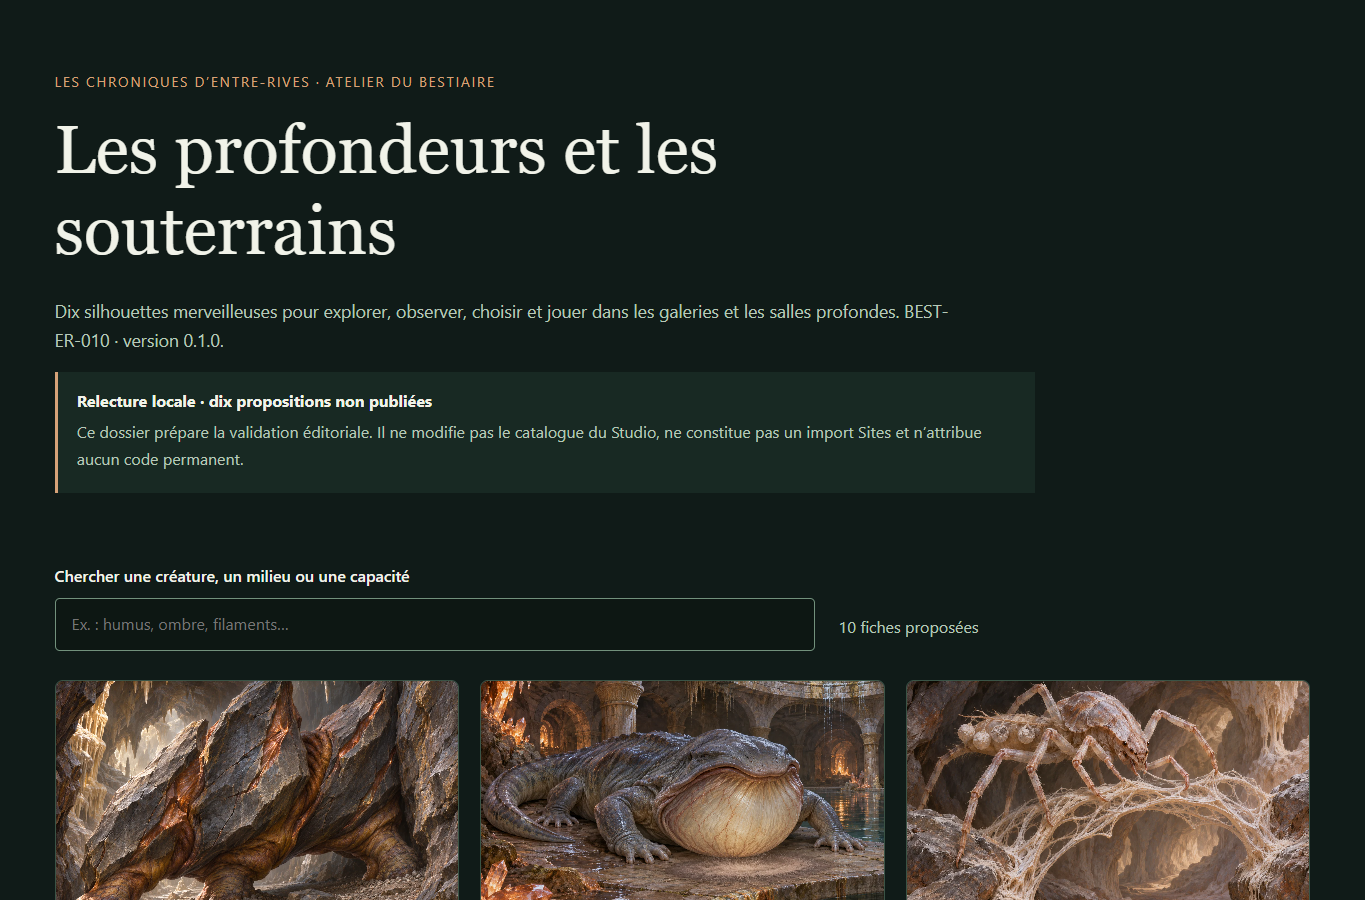 LES CHRONIQUES D’ENTRE-RIVES · ATELIER DU BESTIAIRE
Les profondeurs et les
souterrains
Dix silhouettes merveilleuses pour explorer, observer, choisir et jouer dans les galeries et les salles profondes. BEST-
ER-010 · version 0.1.0.
Relecture locale · dix propositions non publiées
Ce dossier prépare la validation éditoriale. Il ne modifie pas le catalogue du Studio, ne constitue pas un import Sites et n’attribue
aucun code permanent.
Chercher une créature, un milieu ou une capacité
Ex. : humus, ombre, filaments…
10 fiches proposées